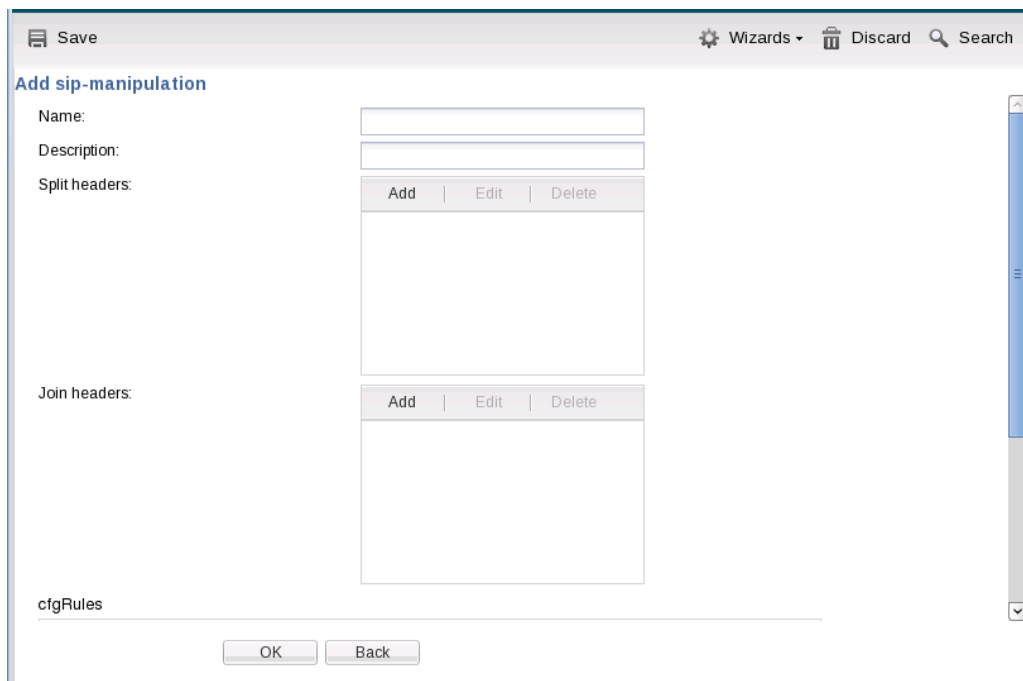 Save Wizards Discard Search
Add sip-manipulation
Name:
Description:
Split headers:
Add Edit Delete
Join headers:
Add Edit Delete
cfgRules
OK Back